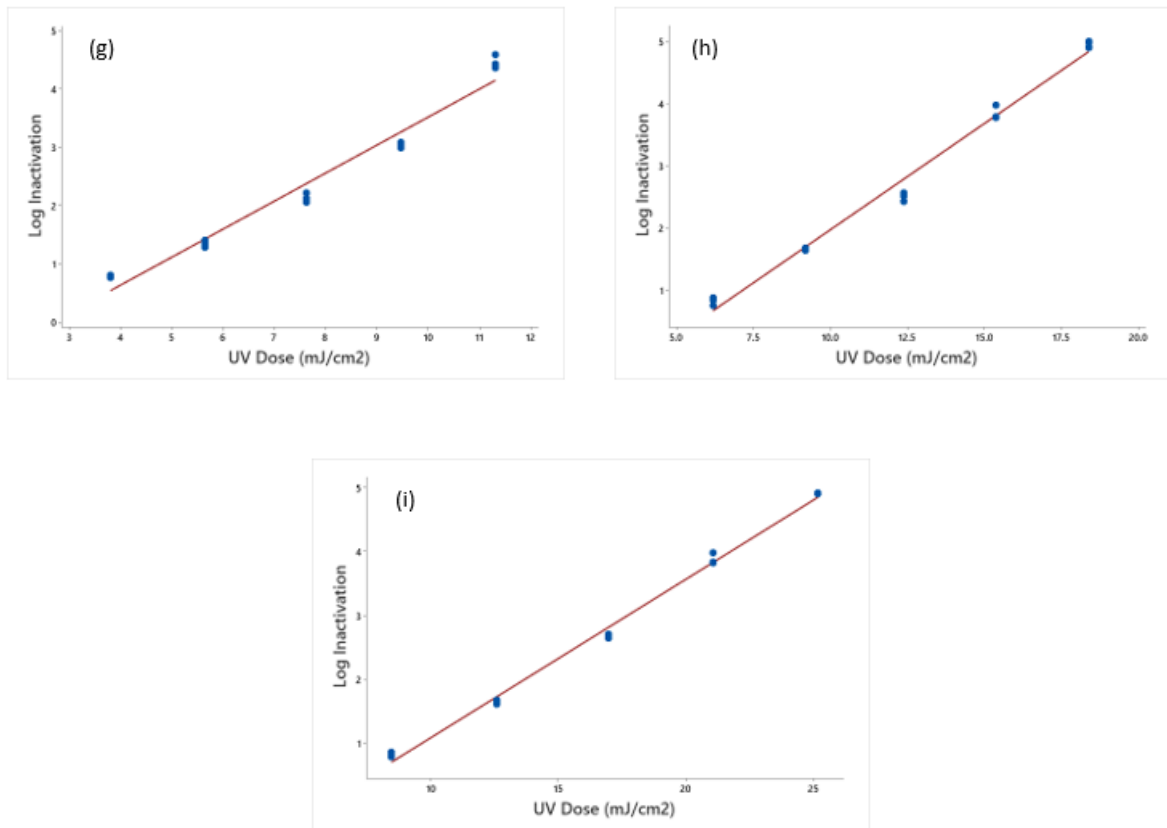 (g)
Log Inactivation
5
4
3
2
1
0
3 4 5 6 7 8 9 10 11 12
UV Dose (mJ/cm2)
(h)
Log Inactivation
5
4
3
2
1
5.0 7.5 10.0 12.5 15.0 17.5 20.0
UV Dose (mJ/cm2)
(i)
Log Inactivation
5
4
3
2
1
10 15 20 25
UV Dose (mJ/cm2)